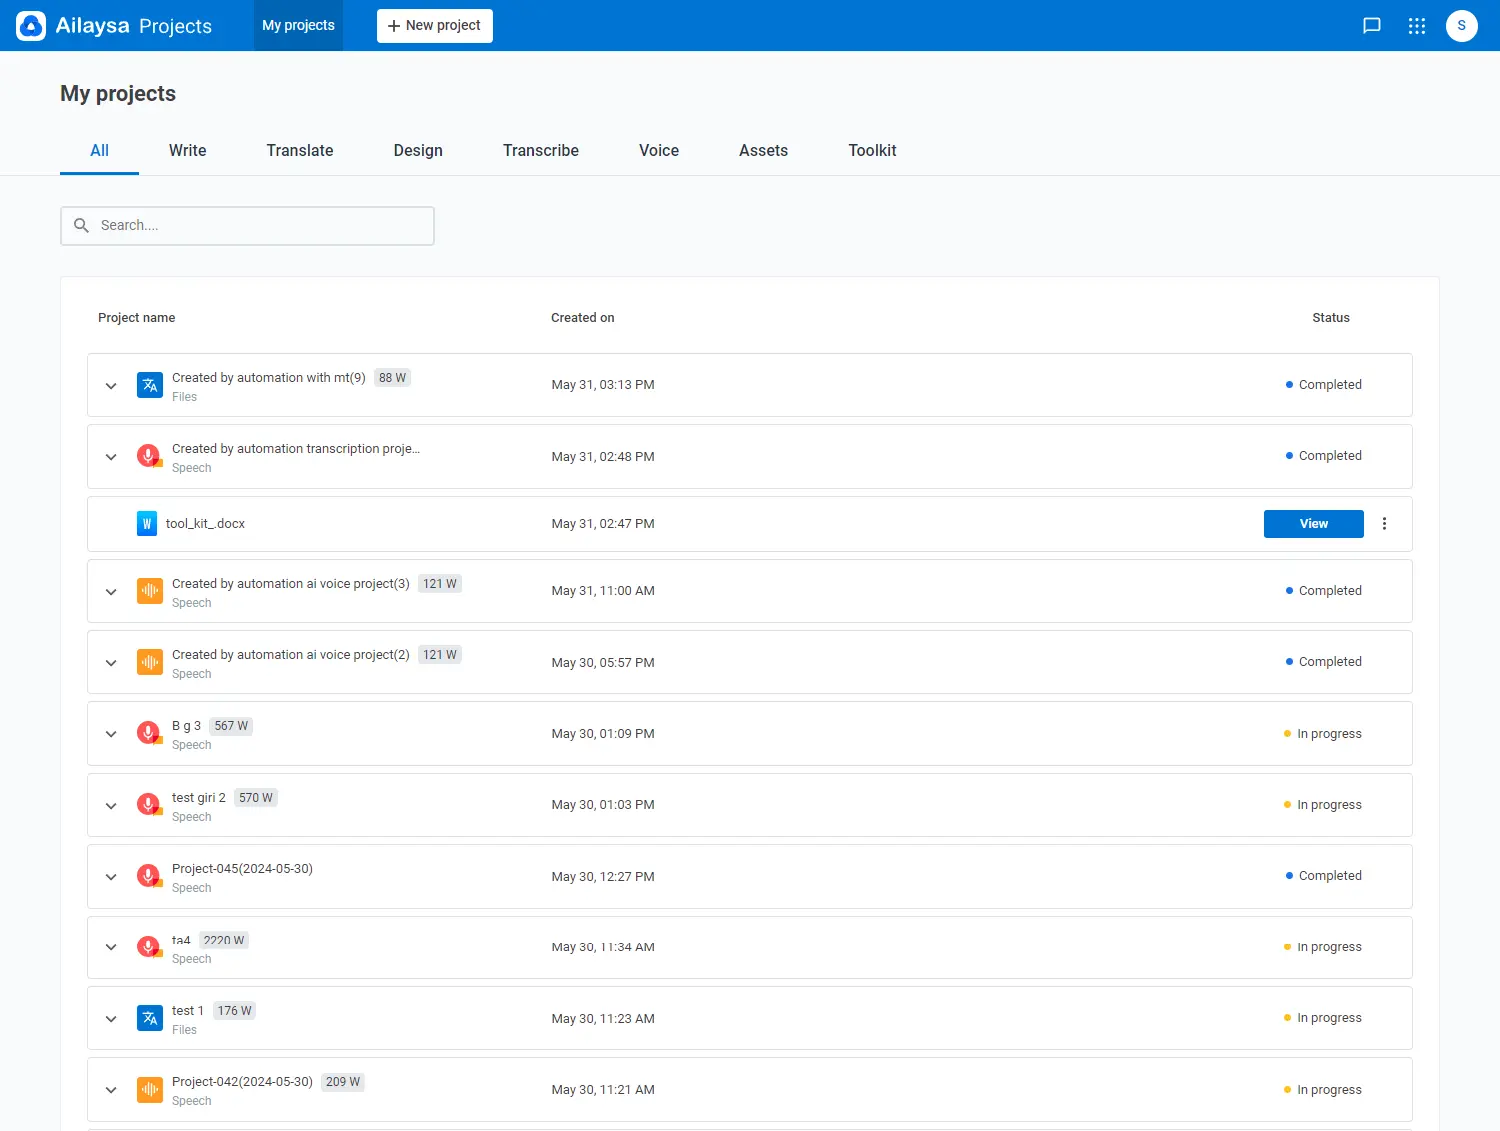 Ailaysa Projects
My projects
New project
S
My projects
All
Write
Translate
Design
Transcribe
Voice
Assets
Toolkit
Search....
Project name
Created on
Status
Created by automation with mt(9) 88 W
Files
May 31, 03:13 PM
Completed
Created by automation transcription proje...
Speech
May 31, 02:48 PM
Completed
W
tool_kit_.docx
May 31, 02:47 PM
View
Created by automation ai voice project(3) 121 W
Speech
May 31, 11:00 AM
Completed
Created by automation ai voice project(2) 121 W
Speech
May 30, 05:57 PM
Completed
B g 3 567 W
Speech
May 30, 01:09 PM
In progress
test giri 2 570 W
Speech
May 30, 01:03 PM
In progress
Project-045(2024-05-30)
Speech
May 30, 12:27 PM
Completed
ta4 2220 W
Speech
May 30, 11:34 AM
In progress
test 1 176 W
Files
May 30, 11:23 AM
In progress
Project-042(2024-05-30) 209 W
Speech
May 30, 11:21 AM
In progress